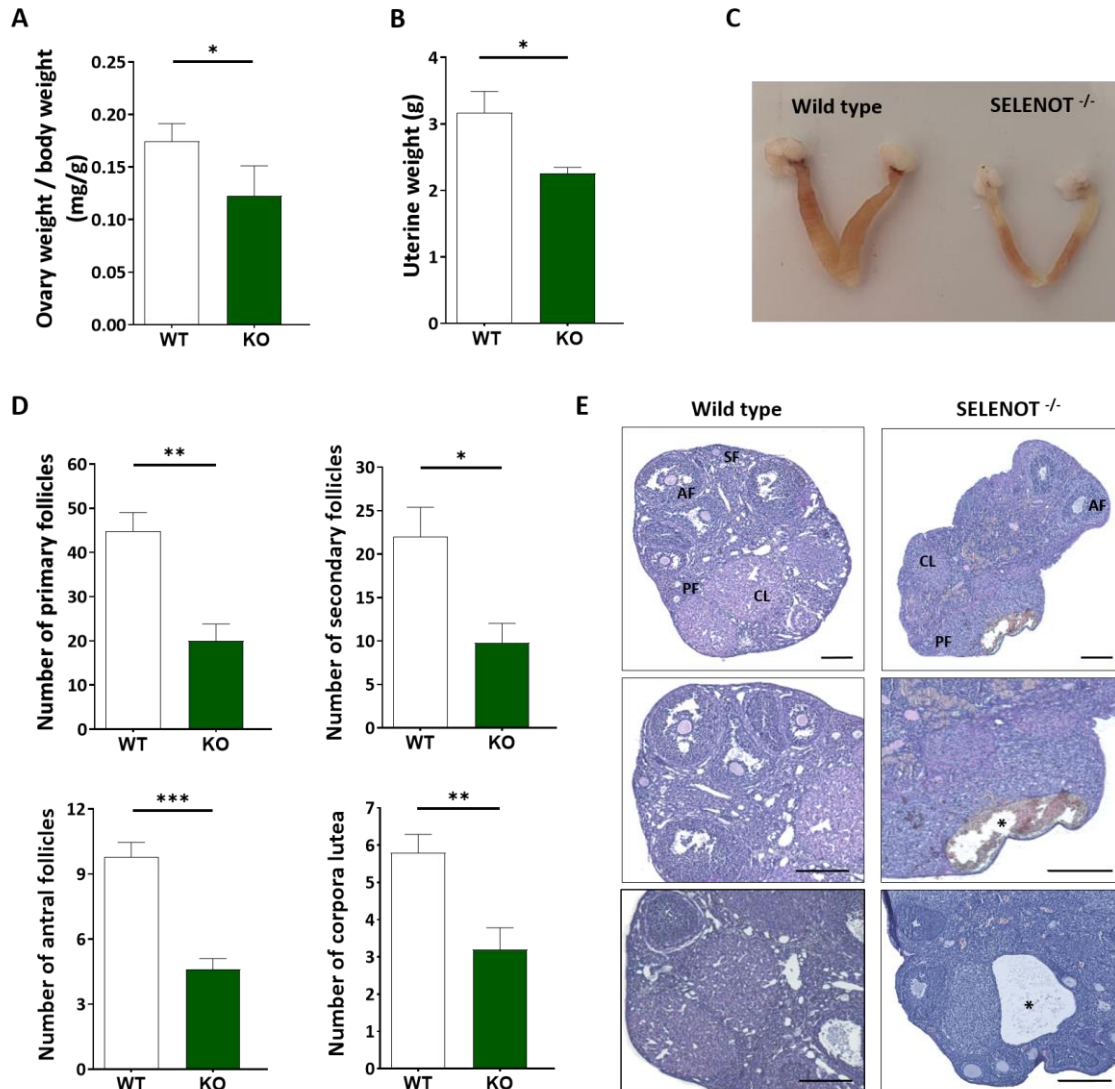 A
Ovary weight / body weight
(mg/g)
0.25
0.20
0.15
0.10
0.05
0.00
*
WT KO
B
Uterine weight (g)
4
3
2
1
0
*
WT KO
C
Wild type SELENOT -/-
D
Number of primary follicles
60
50
40
30
20
10
0
**
WT KO
Number of secondary follicles
30
25
20
15
10
5
0
*
WT KO
Number of antral follicles
12
9
6
3
0
***
WT KO
Number of corpora lutea
7
6
5
4
3
2
1
0
**
WT KO
E
Wild type SELENOT -/-
SF
AF
PF
CL
AF
CL
PF
*
*